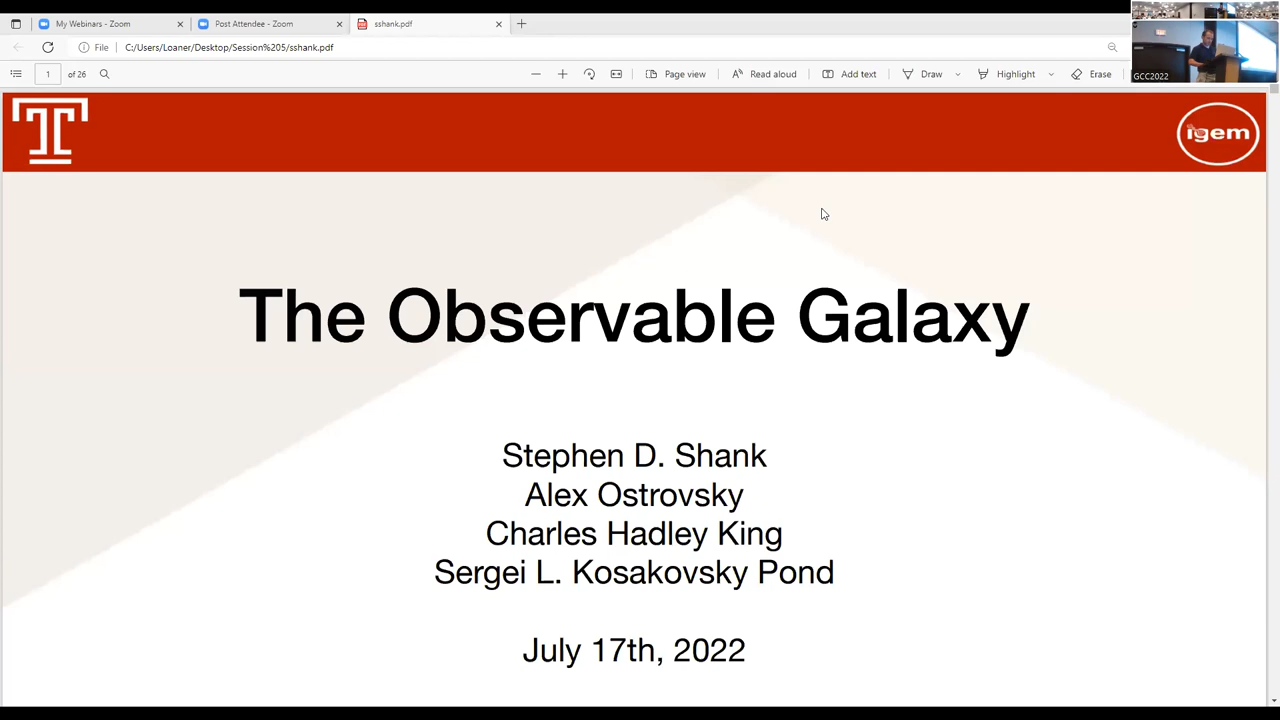 My Webinars - Zoom
Post Attendee - Zoom
sshank.pdf
File
C:/Users/Loaner/Desktop/Session%205/sshank.pdf
1
of 26
Page view
Read aloud
Add text
Draw
Highlight
Erase
GCC2022
T
igem
The Observable Galaxy
Stephen D. Shank
Alex Ostrovsky
Charles Hadley King
Sergei L. Kosakovsky Pond
July 17th, 2022